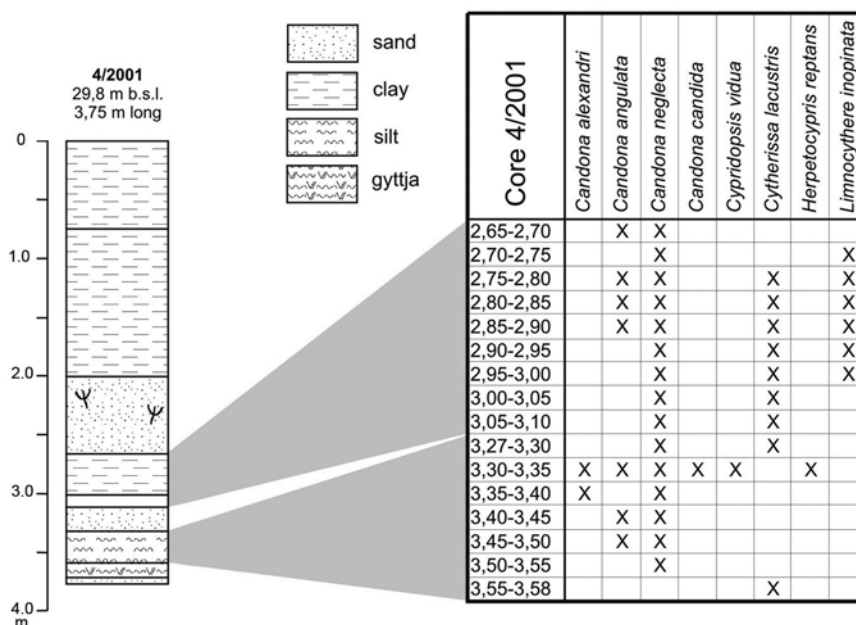 4/2001
29,8 m b.s.l.
3,75 m long
0
1.0
2.0
3.0
4.0
m
sand
clay
silt
gyttja
Core 4/2001
Candona alexandri
Candona angulata
Candona neglecta
Candona candida
Cypridopsis vidua
Cytherissa lacustris
Herpetocypris reptans
Limnocythere inopinata
2,65-2,70 X X
2,70-2,75 X X
2,75-2,80 X X X X
2,80-2,85 X X X X
2,85-2,90 X X X X
2,90-2,95 X X X
2,95-3,00 X X X
3,00-3,05 X X
3,05-3,10 X X
3,27-3,30 X X
3,30-3,35 X X X X X X
3,35-3,40 X X
3,40-3,45 X X
3,45-3,50 X X
3,50-3,55 X
3,55-3,58 X